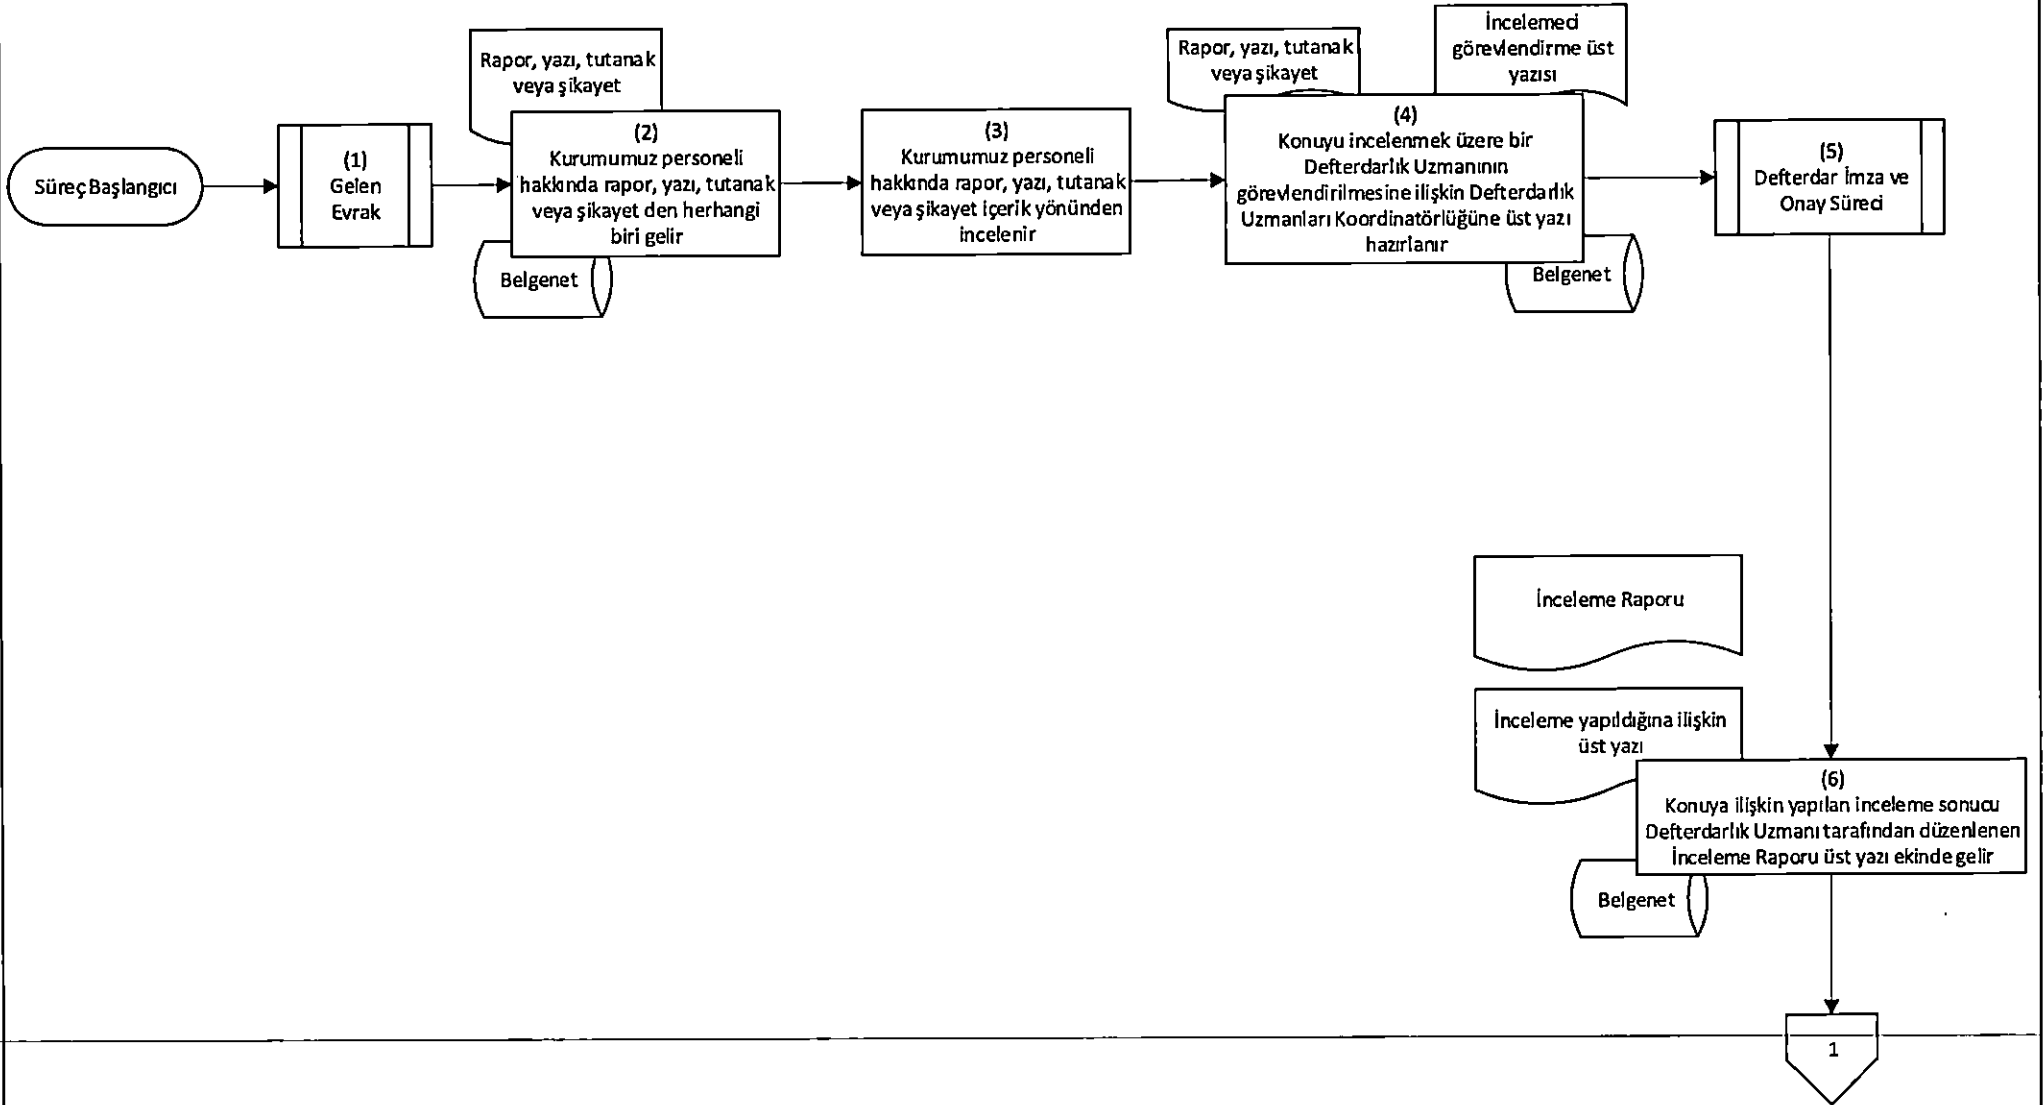 Süreç Başlangıcı
(1)
Gelen
Evrak
Rapor, yazı, tutanak
veya şikayet
(2)
Kurumumuz personeli
hakkında rapor, yazı, tutanak
veya şikayet den herhangi
biri gelir
Belgenet
(3)
Kurumumuz personeli
hakkında rapor, yazı, tutanak
veya şikayet içerik yönünden
incelenir
Rapor, yazı, tutanak
veya şikayet
İncelemeci
görevlendirme üst
yazısı
(4)
Konuyu incelenmek üzere bir
Defterdarlık Uzmanının
görevlendirilmesine ilişkin Defterdarlık
Uzmanları Koordinatörlüğüne üst yazı
hazırlanır
Belgenet
(5)
Defterdar İmza ve
Onay Süreci
İnceleme Raporu
İnceleme yapıldığına ilişkin
üst yazı
(6)
Konuya ilişkin yapılan inceleme sonucu
Defterdarlık Uzmanı tarafından düzenlenen
İnceleme Raporu üst yazı ekinde gelir
Belgenet
1